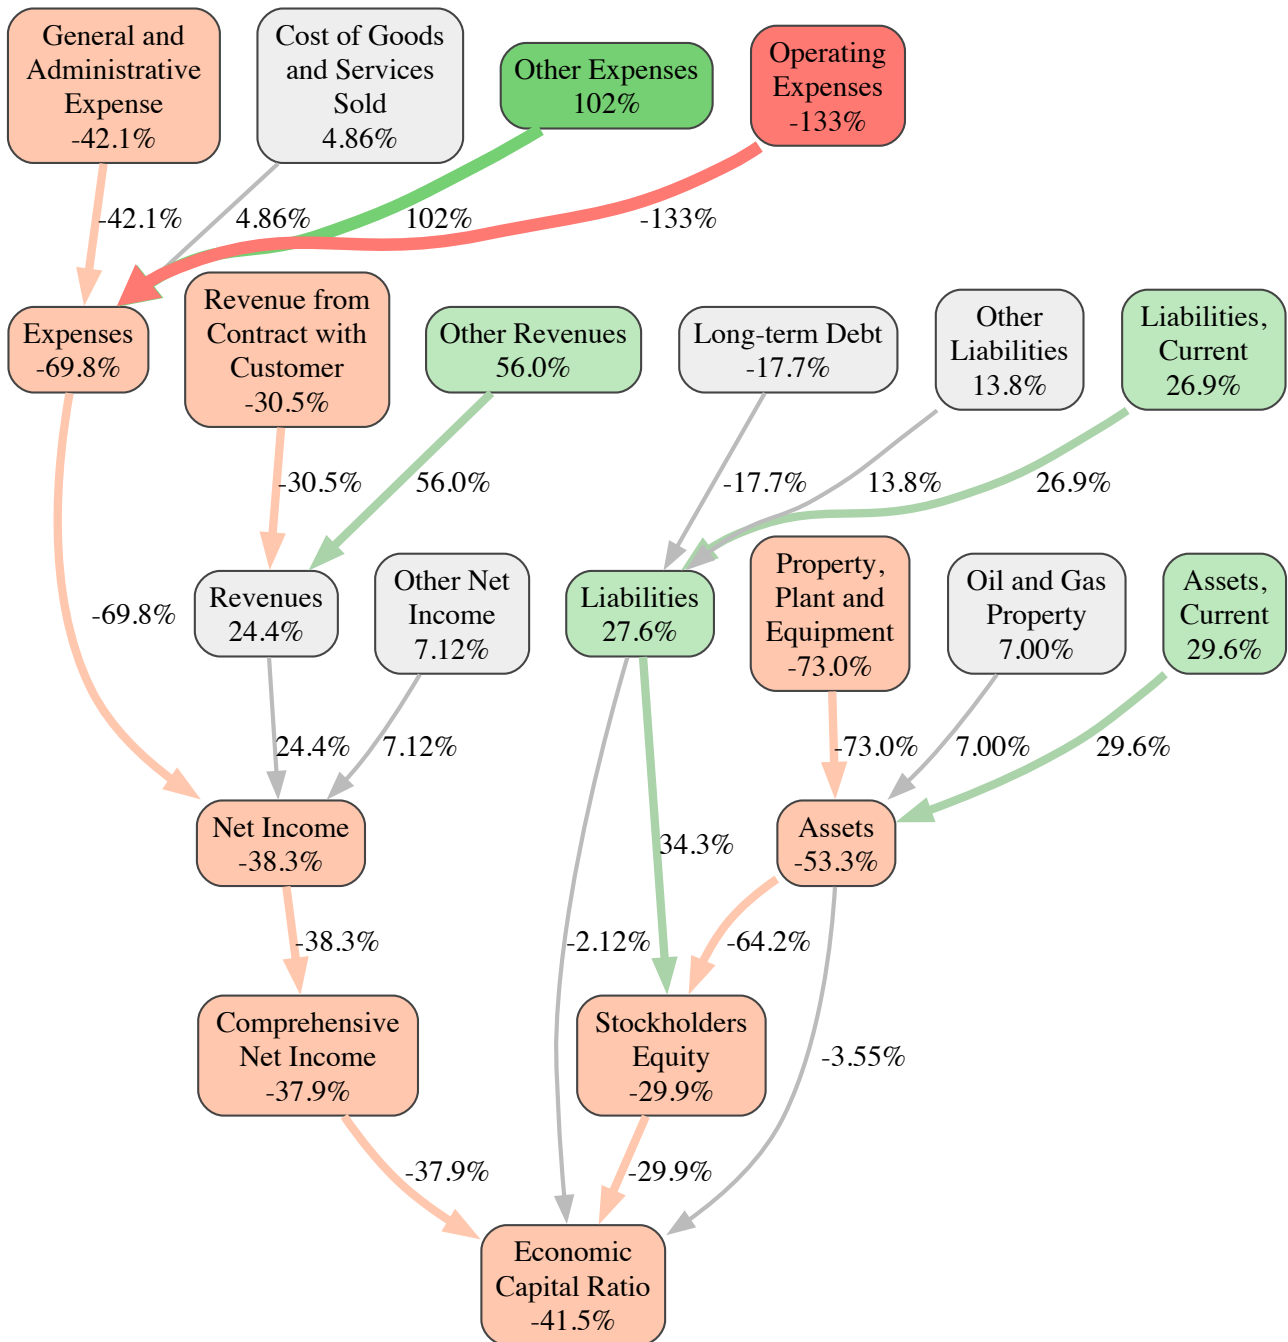 General and
Administrative
Expense
-42.1%
Cost of Goods
and Services
Sold
4.86%
Other Expenses
102%
Operating
Expenses
-133%
-42.1%
4.86%
102%
-133%
Expenses
-69.8%
Revenue from
Contract with
Customer
-30.5%
Other Revenues
56.0%
Long-term Debt
-17.7%
Other
Liabilities
13.8%
Liabilities,
Current
26.9%
-30.5%
56.0%
-17.7%
13.8%
26.9%
-69.8%
Revenues
24.4%
Other Net
Income
7.12%
Liabilities
27.6%
Property,
Plant and
Equipment
-73.0%
Oil and Gas
Property
7.00%
Assets,
Current
29.6%
24.4%
7.12%
-73.0%
7.00%
29.6%
Net Income
-38.3%
34.3%
Assets
-53.3%
-38.3%
-2.12%
-64.2%
Comprehensive
Net Income
-37.9%
Stockholders
Equity
-29.9%
-3.55%
-37.9%
-29.9%
Economic
Capital Ratio
-41.5%